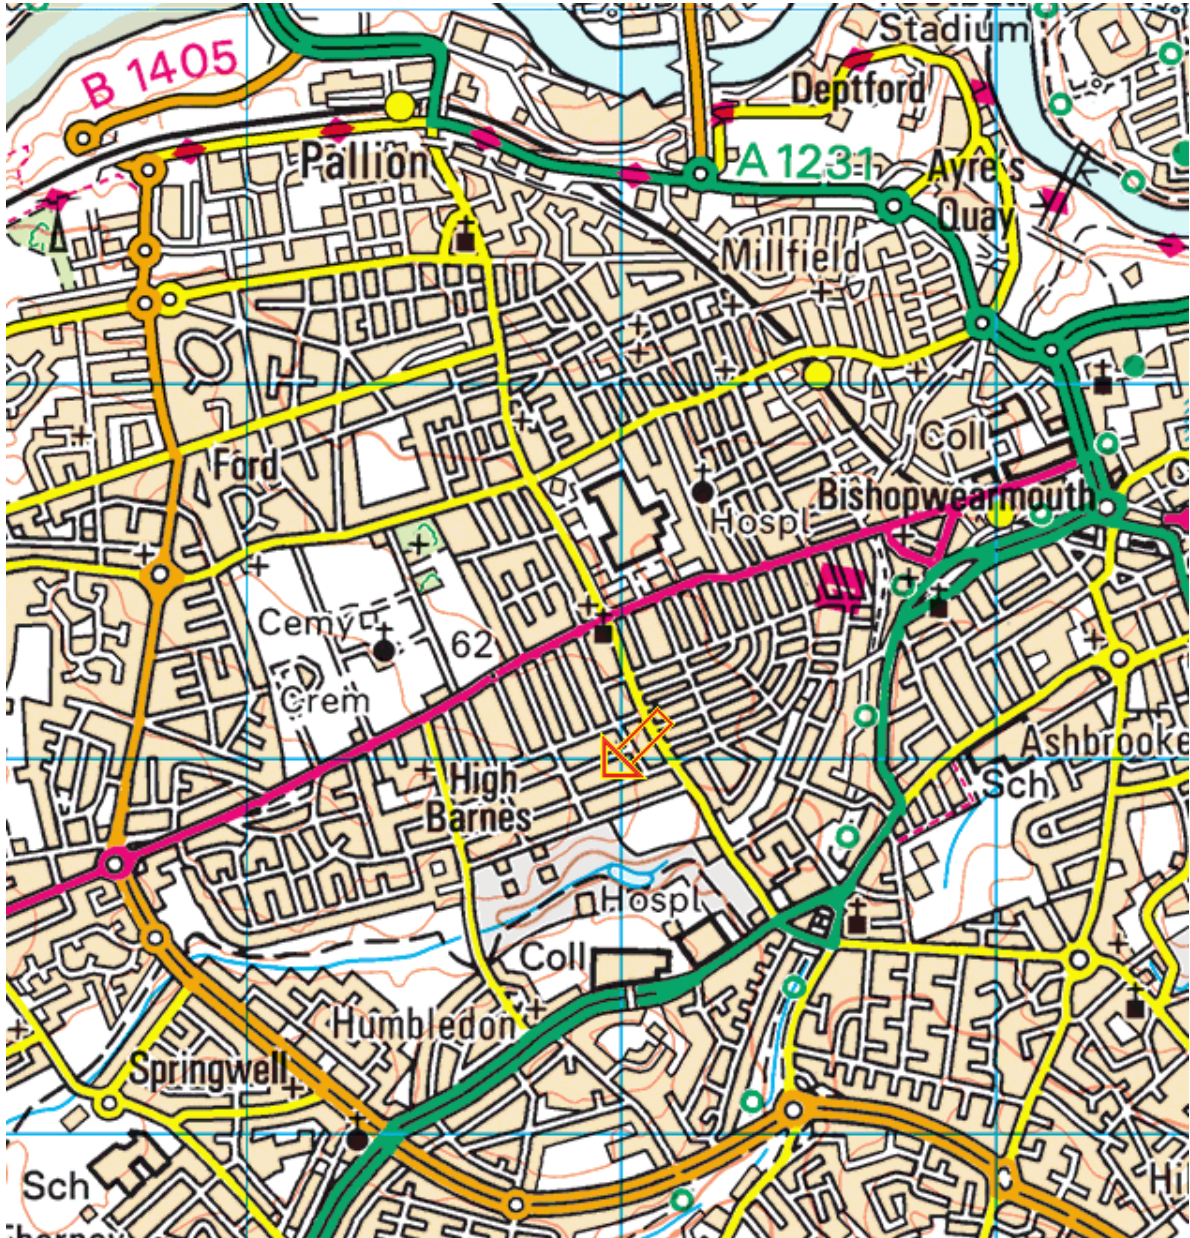 Stadium
B 1405
Deptford
Pallion
A 1231
Ayre's
Quay
Millfield
Coll
Ford
Bishopwearmouth
Hospl
Cemy
62
Crem
Ashbrooke
High
Barnes
Sch
Hospl
Coll
Humbledon
Springwell
Sch
Hil